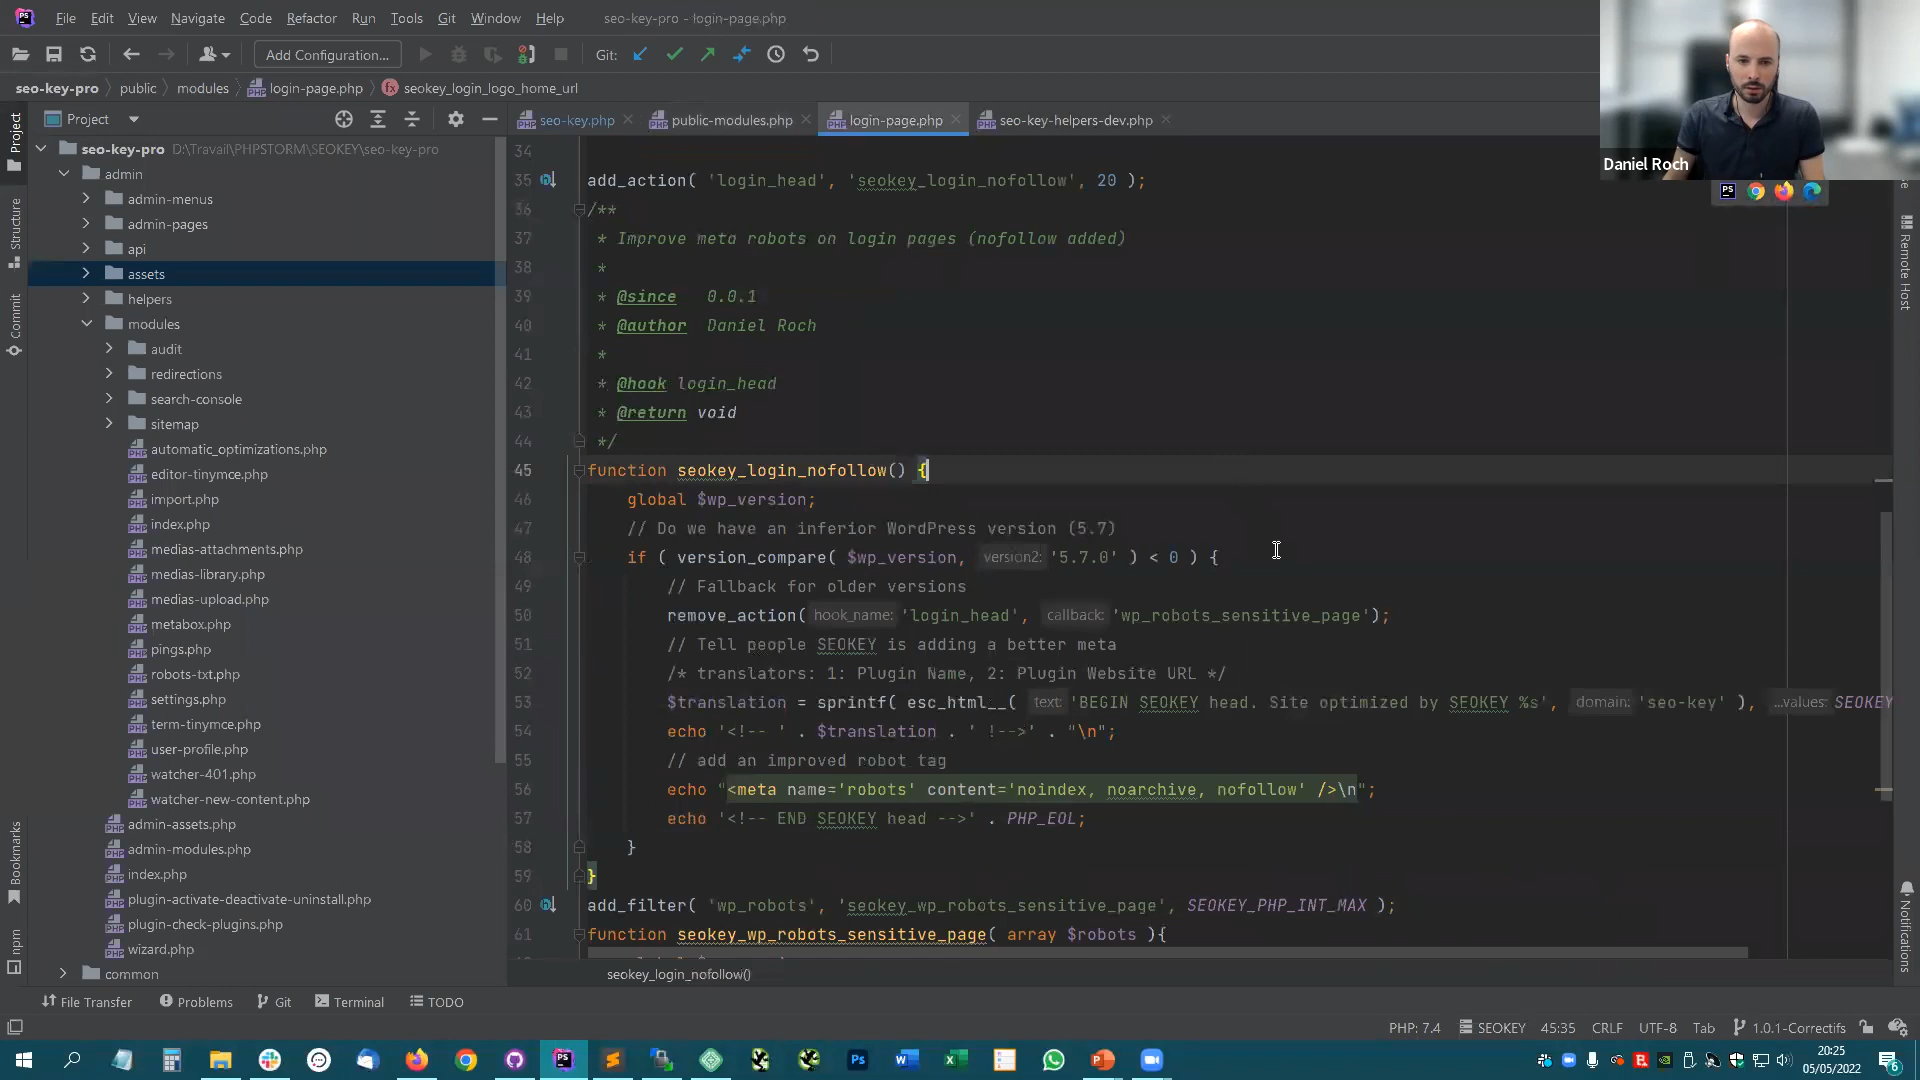 File Edit View Navigate Code Refactor Run Tools Git Window Help seo-key-pro - login-page.php
Add Configuration... Git:
seo-key-pro public modules login-page.php seokey_login_logo_home_url
Daniel Roch
Project
seo-key.php public-modules.php login-page.php seo-key-helpers-dev.php
seo-key-pro D:\Travail\PHPSTORM\SEOKEY\seo-key-pro
admin
admin-menus
admin-pages
api
assets
helpers
modules
audit
redirections
search-console
sitemap
automatic_optimizations.php
editor-tinymce.php
import.php
index.php
medias-attachments.php
medias-library.php
medias-upload.php
metabox.php
pings.php
robots-txt.php
settings.php
term-tinymce.php
user-profile.php
watcher-401.php
watcher-new-content.php
admin-assets.php
admin-modules.php
index.php
plugin-activate-deactivate-uninstall.php
plugin-check-plugins.php
wizard.php
common
Project
Structure
Commit
Bookmarks
npm
34
35 add_action( 'login_head', 'seokey_login_nofollow', 20 );
36 /**
37 * Improve meta robots on login pages (nofollow added)
38 *
39 * @since 0.0.1
40 * @author Daniel Roch
41 *
42 * @hook login_head
43 * @return void
44 */
45 function seokey_login_nofollow() {
46 global $wp_version;
47 // Do we have an inferior WordPress version (5.7)
48 if ( version_compare( $wp_version, version2: '5.7.0' ) < 0 ) {
49 // Fallback for older versions
50 remove_action( hook_name: 'login_head', callback: 'wp_robots_sensitive_page');
51 // Tell people SEOKEY is adding a better meta
52 /* translators: 1: Plugin Name, 2: Plugin Website URL */
53 $translation = sprintf( esc_html__( text: 'BEGIN SEOKEY head. Site optimized by SEOKEY %s', domain: 'seo-key' ), ...values: SEOKEY
54 echo '<!-- ' . $translation . ' !-->' . "\n";
55 // add an improved robot tag
56 echo "<meta name='robots' content='noindex, noarchive, nofollow' />\n";
57 echo '<!-- END SEOKEY head -->' . PHP_EOL;
58 }
59 }
60 add_filter( 'wp_robots', 'seokey_wp_robots_sensitive_page', SEOKEY_PHP_INT_MAX );
61 function seokey_wp_robots_sensitive_page( array $robots ){
seokey_login_nofollow()
Remote Host
Notifications
File Transfer Problems Git Terminal TODO
PHP: 7.4 SEOKEY 45:35 CRLF UTF-8 Tab 1.0.1-Correctifs
20:25
05/05/2022
6